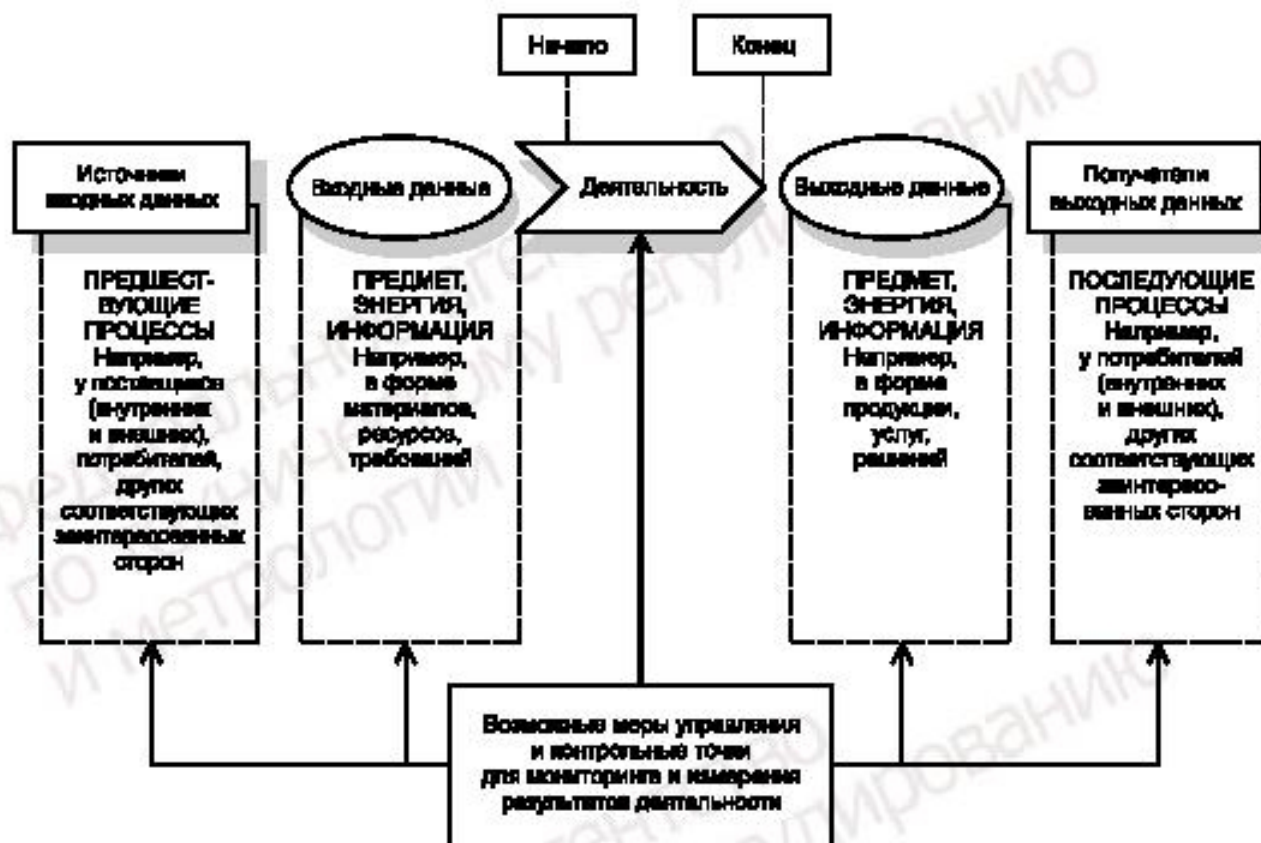 Начало
Конец
Источники
входных данных
Входные данные
Деятельность
Выходные данные
Получатели
выходных данных
ПРЕДШЕСТ-
ВУЮЩИЕ
ПРОЦЕССЫ
Например,
у поставщиков
(внутренних
и внешних),
потребителей,
других
соответствующих
заинтересованных
сторон
ПРЕДМЕТ,
ЭНЕРГИЯ,
ИНФОРМАЦИЯ
Например,
в форме
материалов,
ресурсов,
требований
ПРЕДМЕТ,
ЭНЕРГИЯ,
ИНФОРМАЦИЯ
Например,
в форме
продукции,
услуг,
решений
ПОСЛЕДУЮЩИЕ
ПРОЦЕССЫ
Например,
у потребителей
(внутренних
и внешних),
других
соответствующих
заинтересо-
ванных сторон
Возможные меры управления
и контрольные точки
для мониторинга и измерения
результатов деятельности
по
и метрологии